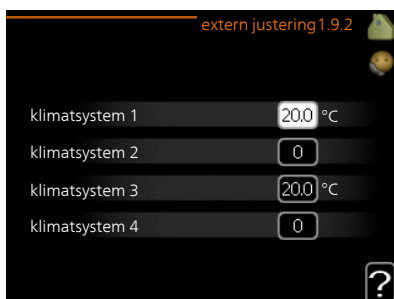 extern justering 1.9.2
klimatsystem 1 20.0 °C
klimatsystem 2 0
klimatsystem 3 20.0 °C
klimatsystem 4 0
?